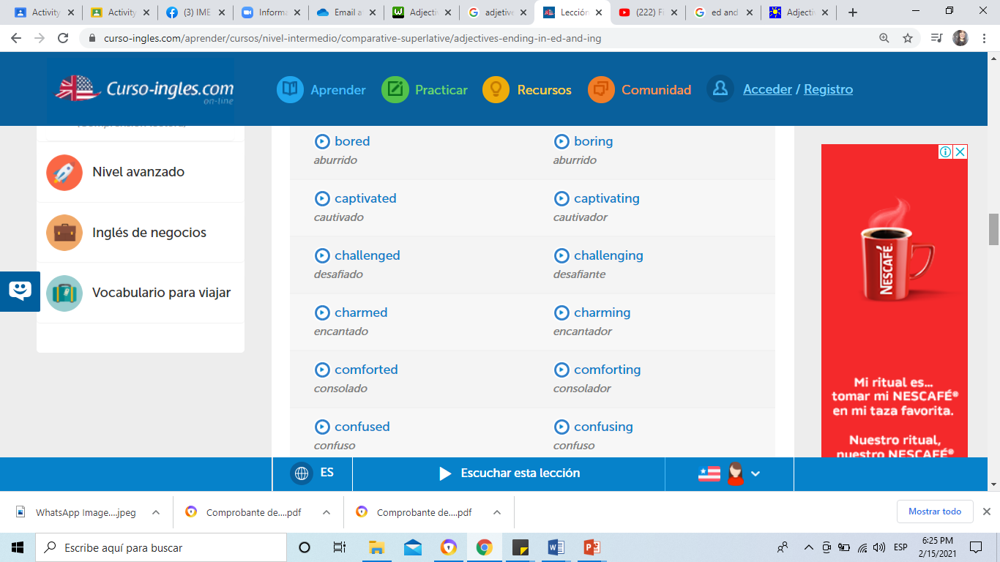 Activity
Activity
(3) IME
Informa
Email a
Adjecti
adjetive
Lección
(222) Fi
ed and
Adjecti
curso-ingles.com/aprender/cursos/nivel-intermedio/comparative-superlative/adjectives-ending-in-ed-and-ing
Curso-ingles.com
on-line
Aprender
Practicar
Recursos
Comunidad
Acceder / Registro
bored boring
aburrido aburrido
Nivel avanzado
captivated captivating
cautivado cautivador
Inglés de negocios
challenged challenging
desafiado desafiante
Vocabulario para viajar
charmed charming
encantado encantador
comforted comforting
consolado consolador
confused confusing
confuso confuso
NESCAFÉ
Mi ritual es...
tomar mi NESCAFÉ®
en mi taza favorita.
Nuestro ritual,
nuestro NESCAFÉ®
ES
Escuchar esta lección
WhatsApp Image....jpeg
Comprobante de....pdf
Comprobante de....pdf
Mostrar todo
Escribe aquí para buscar
ESP
6:25 PM
2/15/2021